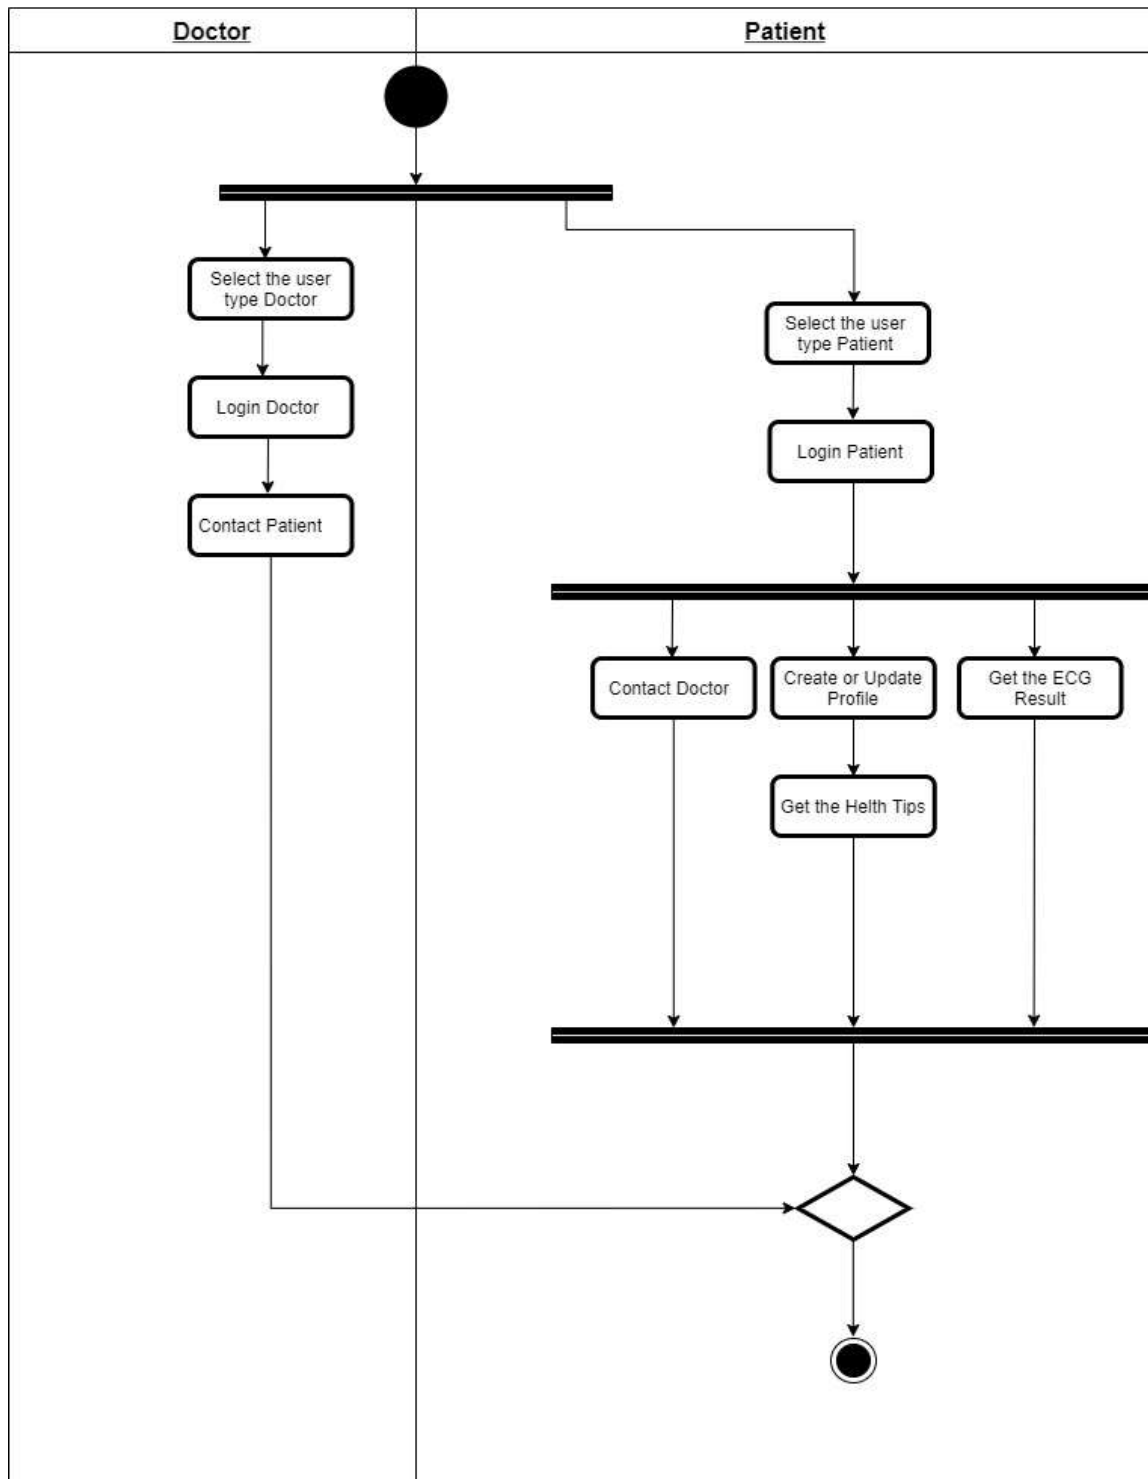 Doctor
Patient
Select the user
type Doctor
Select the user
type Patient
Login Doctor
Login Patient
Contact Patient
Contact Doctor
Create or Update
Profile
Get the ECG
Result
Get the Helth Tips